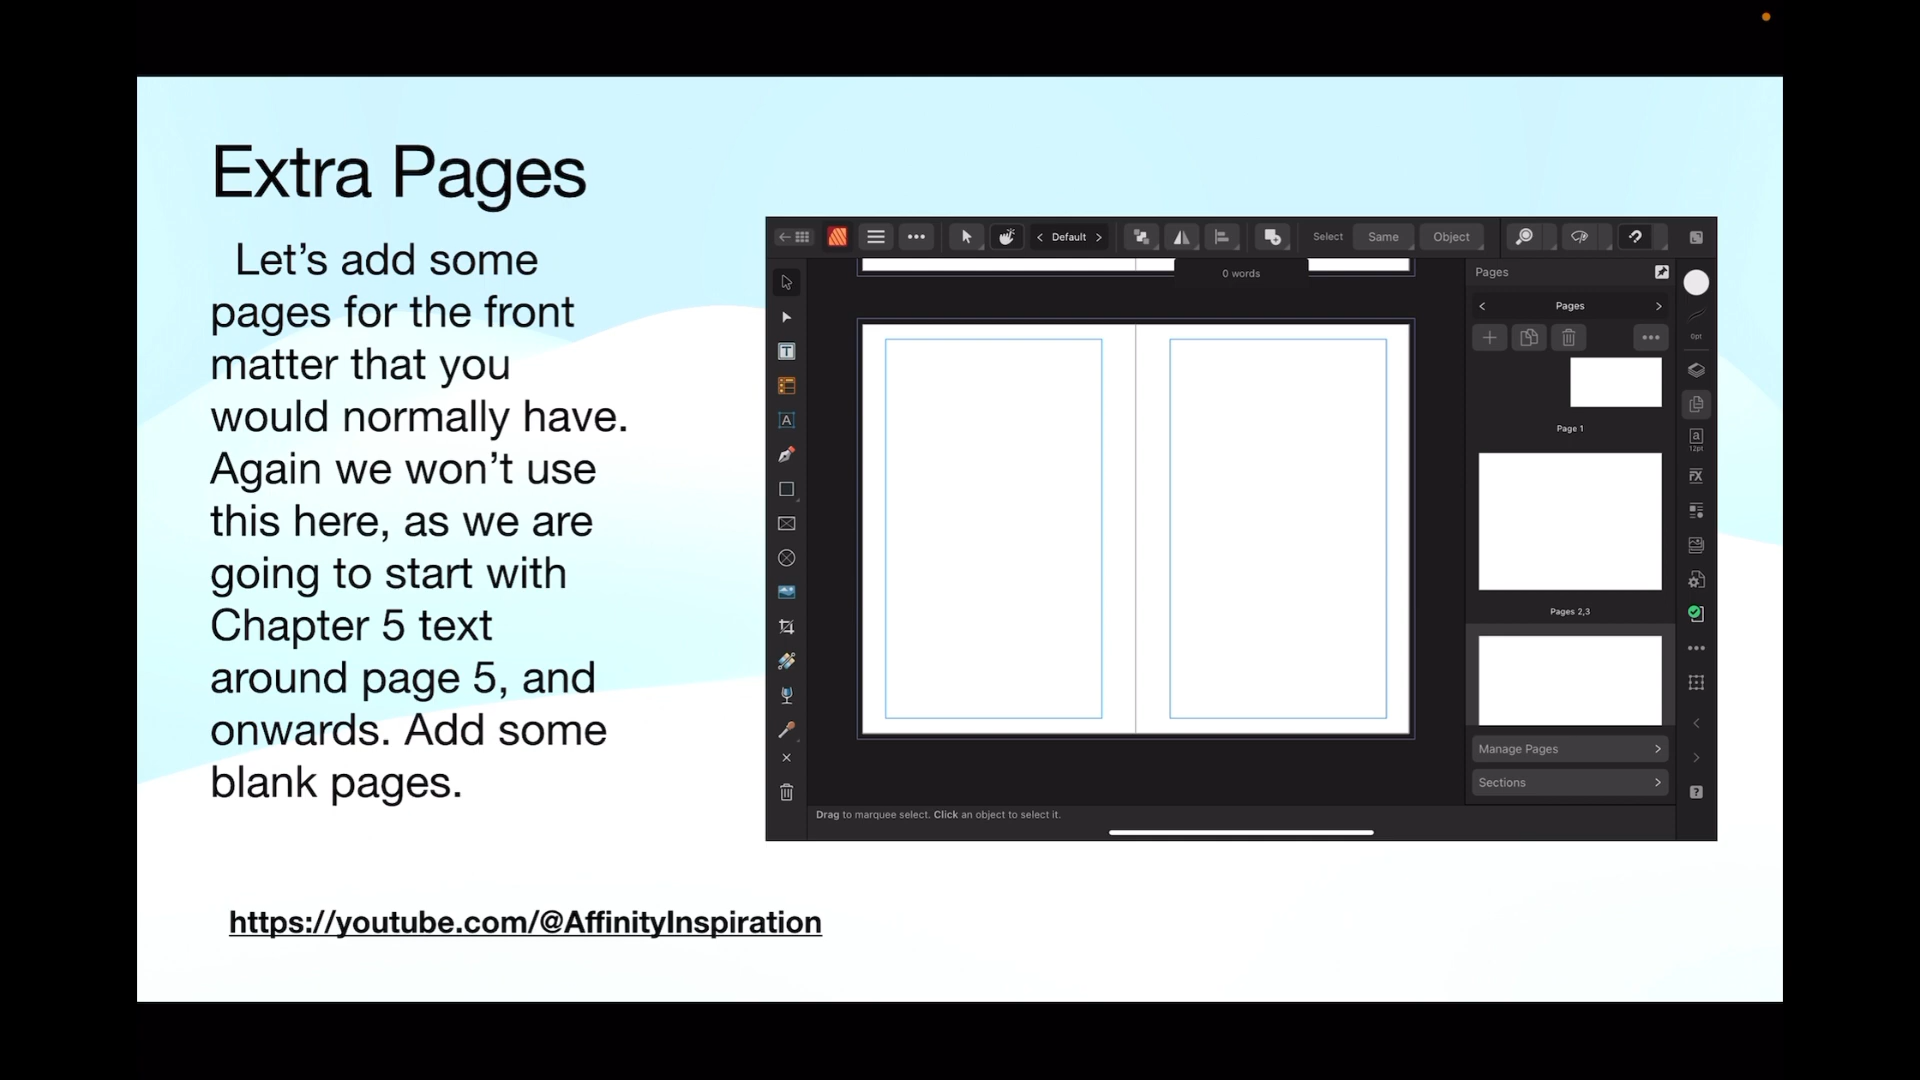 Extra Pages
Let’s add some
pages for the front
matter that you
would normally have.
Again we won’t use
this here, as we are
going to start with
Chapter 5 text
around page 5, and
onwards. Add some
blank pages.
https://youtube.com/@AffinityInspiration
Default
Select
Same
Object
0 words
Pages
Pages
0pt
Page 1
a
12pt
FX
Pages 2,3
Manage Pages
Sections
T
A
Drag to marquee select. Click an object to select it.
?